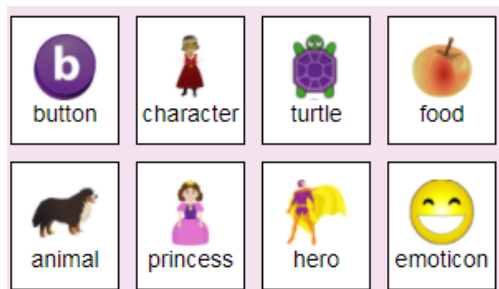 b
button
character
turtle
food
animal
princess
hero
emoticon